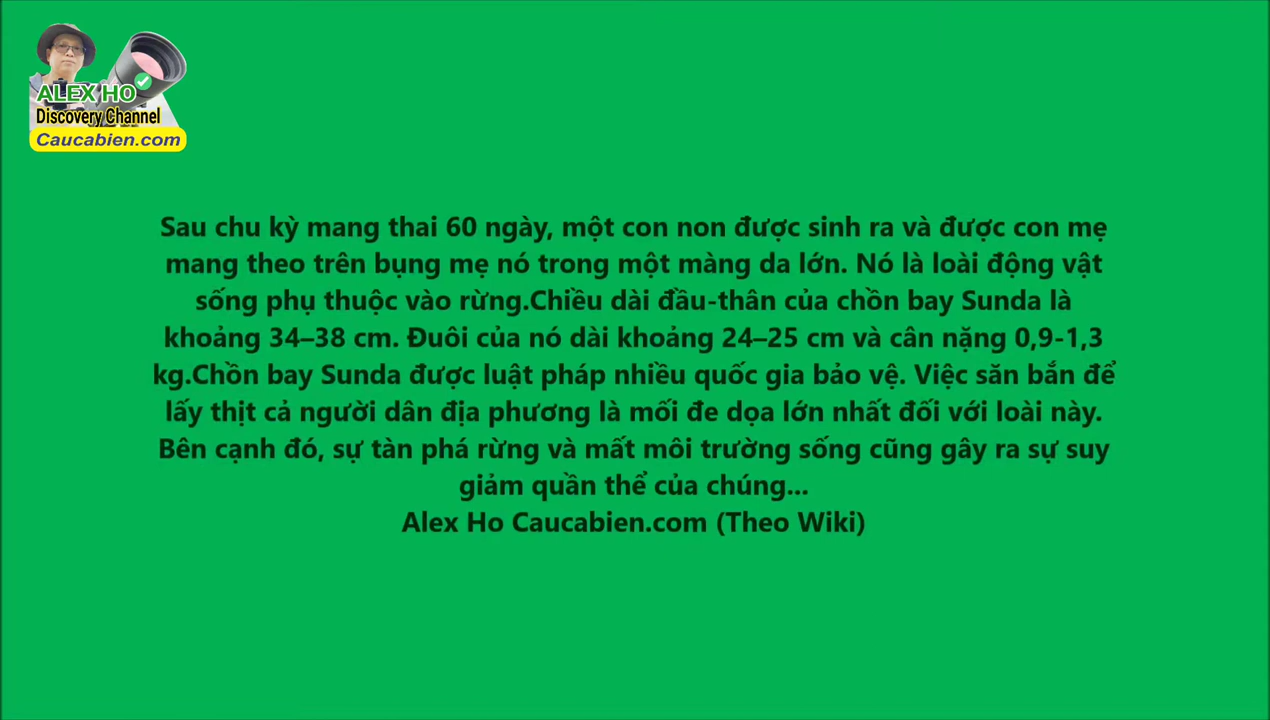 ALEX HO
Discovery Channel
Caucabien.com
Sau chu kỳ mang thai 60 ngày, một con non được sinh ra và được con mẹ
mang theo trên bụng mẹ nó trong một màng da lớn. Nó là loài động vật
sống phụ thuộc vào rừng.Chiều dài đầu-thân của chồn bay Sunda là
khoảng 34–38 cm. Đuôi của nó dài khoảng 24–25 cm và cân nặng 0,9-1,3
kg.Chồn bay Sunda được luật pháp nhiều quốc gia bảo vệ. Việc săn bắn để
lấy thịt cả người dân địa phương là mối đe dọa lớn nhất đối với loài này.
Bên cạnh đó, sự tàn phá rừng và mất môi trường sống cũng gây ra sự suy
giảm quần thể của chúng...
Alex Ho Caucabien.com (Theo Wiki)